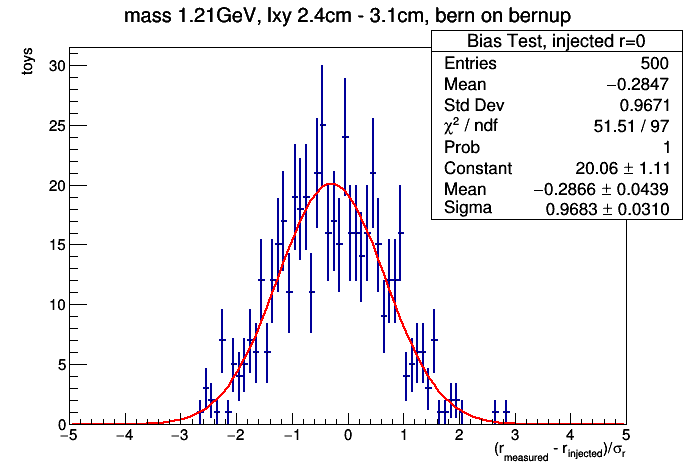 mass 1.21GeV, lxy 2.4cm - 3.1cm, bern on bernup
Bias Test, injected r=0
Entries 500
Mean −0.2847
Std Dev 0.9671
χ² / ndf 51.51 / 97
Prob 1
Constant 20.06 ± 1.11
Mean −0.2866 ± 0.0439
Sigma 0.9683 ± 0.0310
toys
30
25
20
15
10
5
0
−5 −4 −3 −2 −1 0 1 2 3 4 5
(r_measured - r_injected)/σ_r